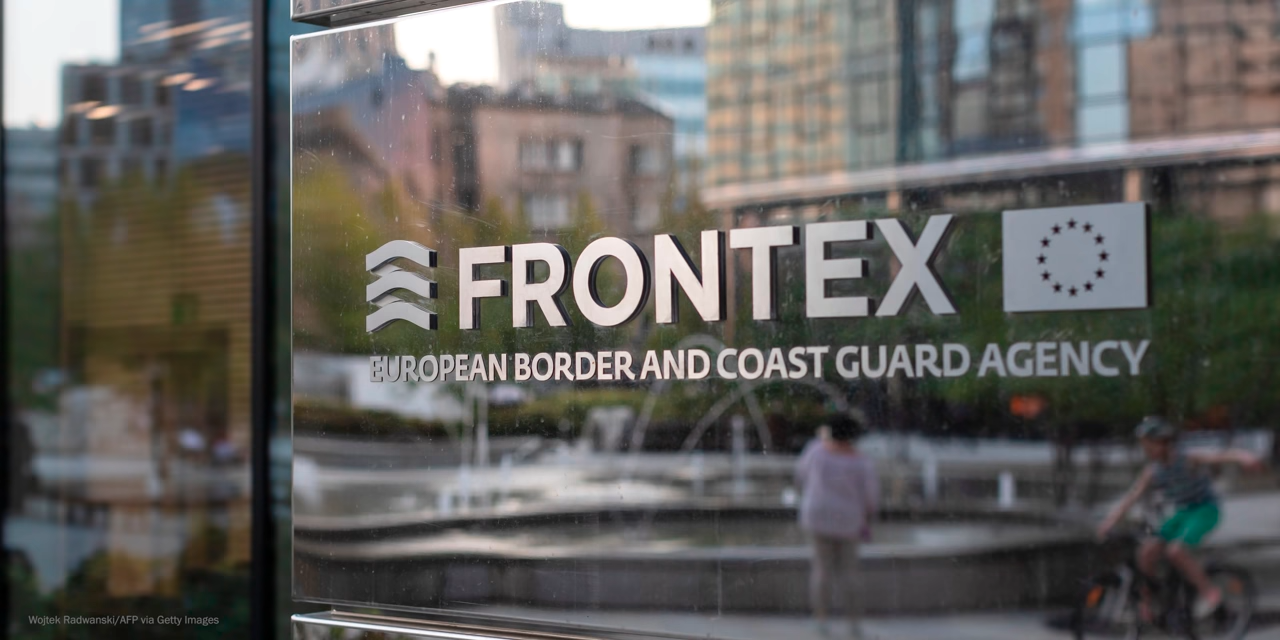 FRONTEX
EUROPEAN BORDER AND COAST GUARD AGENCY
Wojtek Radwanski/AFP via Getty Images